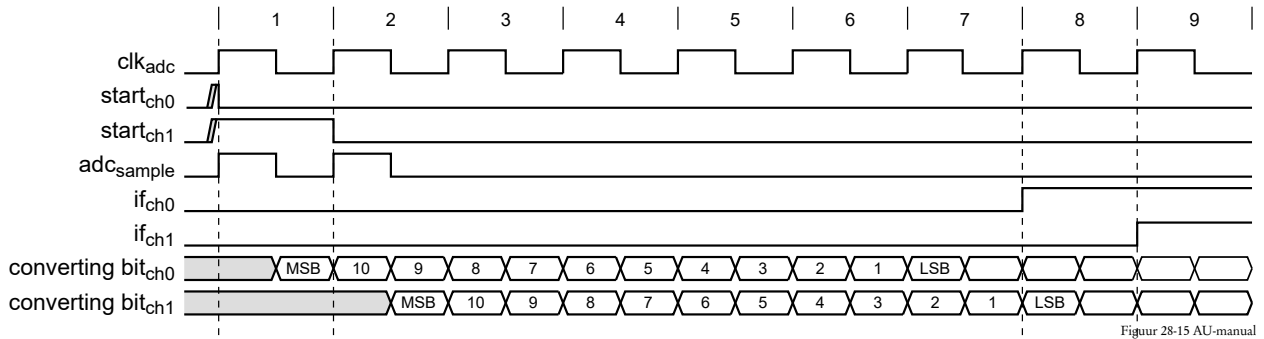 1 2 3 4 5 6 7 8 9
clkadc
startch0
startch1
adcsample
ifch0
ifch1
converting bitch0 MSB 10 9 8 7 6 5 4 3 2 1 LSB
converting bitch1 MSB 10 9 8 7 6 5 4 3 2 1 LSB
Figuur 28-15 AU-manual